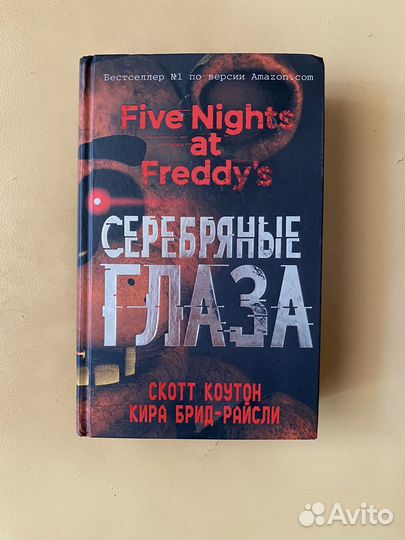 Бестселлер №1 по версии Amazon.com
Five Nights
at
Freddy's
СЕРЕБРЯНЫЕ
ГЛАЗА
СКОТТ КОУТОН
КИРА БРИД-РАЙСЛИ
Avito